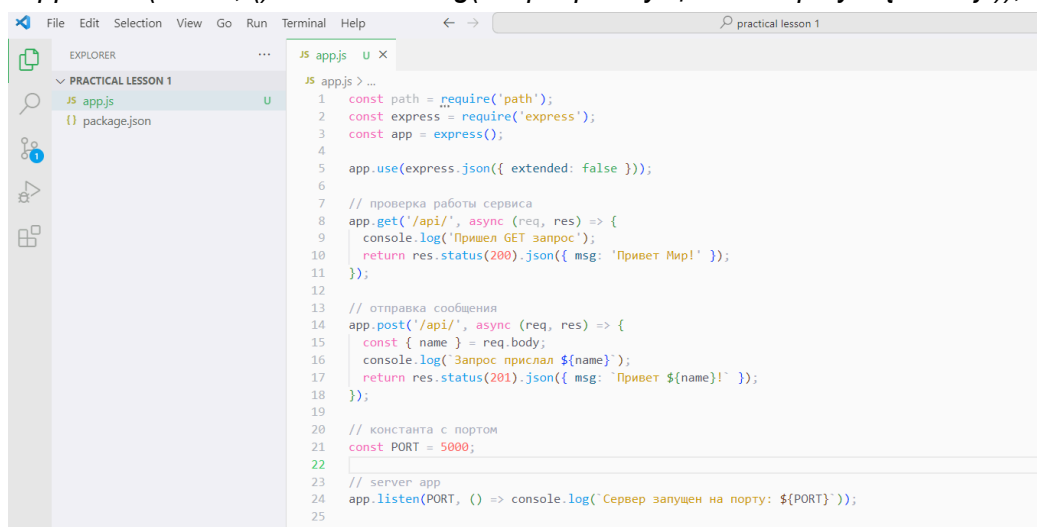 File Edit Selection View Go Run Terminal Help ← → practical lesson 1
EXPLORER ...
PRACTICAL LESSON 1
JS app.js U
{} package.json
1
JS app.js U X
JS app.js > ...
1 const path = require('path');
2 const express = require('express');
3 const app = express();
4
5 app.use(express.json({ extended: false }));
6
7 // проверка работы сервиса
8 app.get('/api/', async (req, res) => {
9 console.log('Пришел GET запрос');
10 return res.status(200).json({ msg: 'Привет Мир!' });
11 });
12
13 // отправка сообщения
14 app.post('/api/', async (req, res) => {
15 const { name } = req.body;
16 console.log(`Запрос прислал ${name}`);
17 return res.status(201).json({ msg: `Привет ${name}!` });
18 });
19
20 // константа с портом
21 const PORT = 5000;
22
23 // server app
24 app.listen(PORT, () => console.log(`Сервер запущен на порту: ${PORT}`));
25